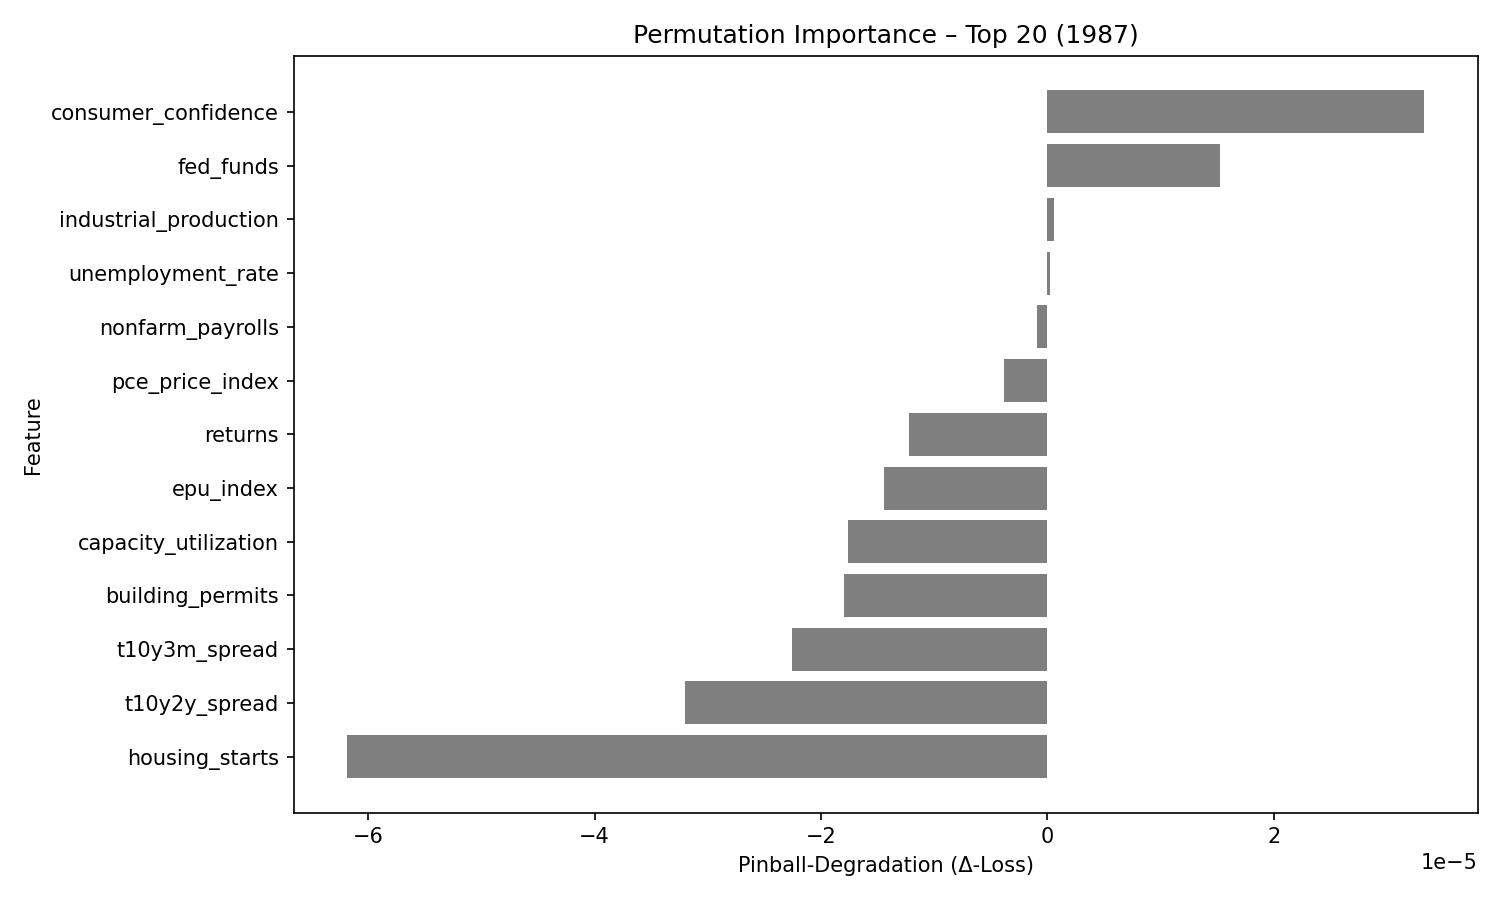 Permutation Importance – Top 20 (1987)
consumer_confidence
fed_funds
industrial_production
unemployment_rate
nonfarm_payrolls
pce_price_index
returns
epu_index
capacity_utilization
building_permits
t10y3m_spread
t10y2y_spread
housing_starts
Feature
−6 −4 −2 0 2
1e−5
Pinball-Degradation (Δ-Loss)